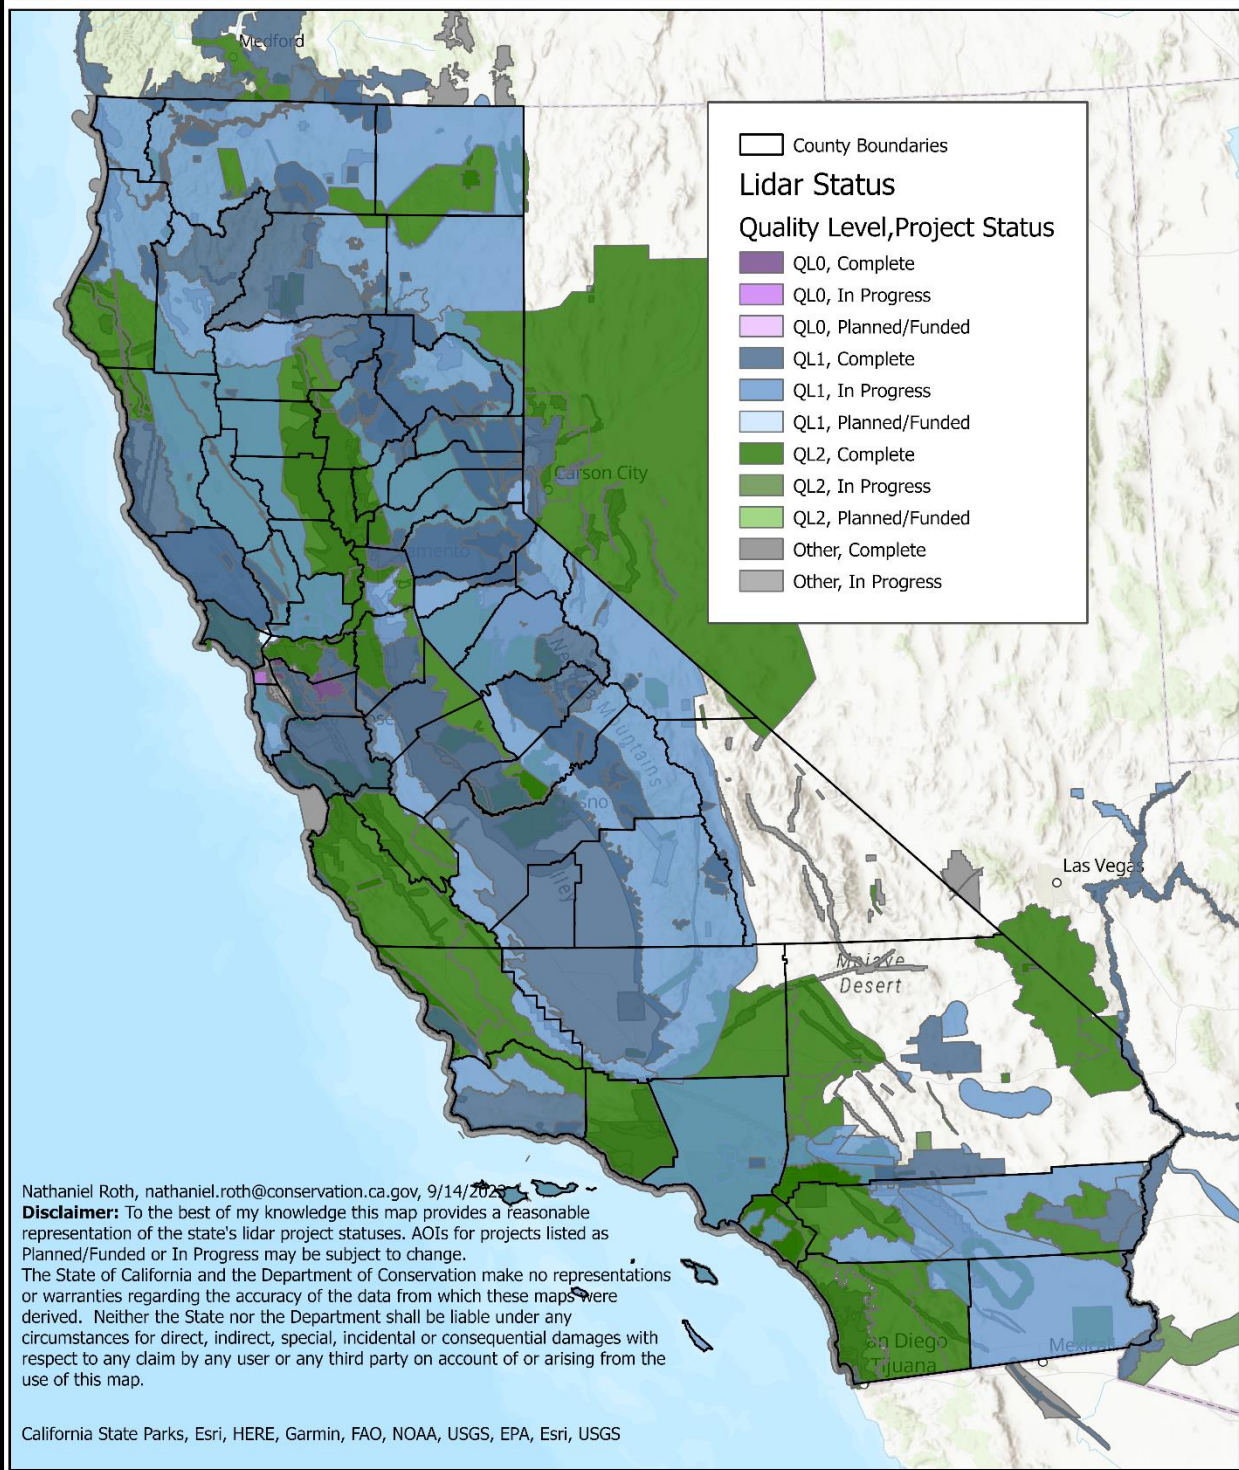 Medford
County Boundaries
Lidar Status
Quality Level,Project Status
QL0, Complete
QL0, In Progress
QL0, Planned/Funded
QL1, Complete
QL1, In Progress
QL1, Planned/Funded
QL2, Complete
QL2, In Progress
QL2, Planned/Funded
Other, Complete
Other, In Progress
Carson City
Mountains
Las Vegas
Mojave
Desert
San Diego
Tijuana
Mexicali
Nathaniel Roth, nathaniel.roth@conservation.ca.gov,
Disclaimer: To the best of my knowledge this map provides a reasonable
representation of the state's lidar project statuses. AOIs for projects listed as
Planned/Funded or In Progress may be subject to change.
The State of California and the Department of Conservation make no representations
or warranties regarding the accuracy of the data from which these maps were
derived. Neither the State nor the Department shall be liable under any
circumstances for direct, indirect, special, incidental or consequential damages with
respect to any claim by any user or any third party on account of or arising from the
use of this map.
California State Parks, Esri, HERE, Garmin, FAO, NOAA, USGS, EPA, Esri, USGS